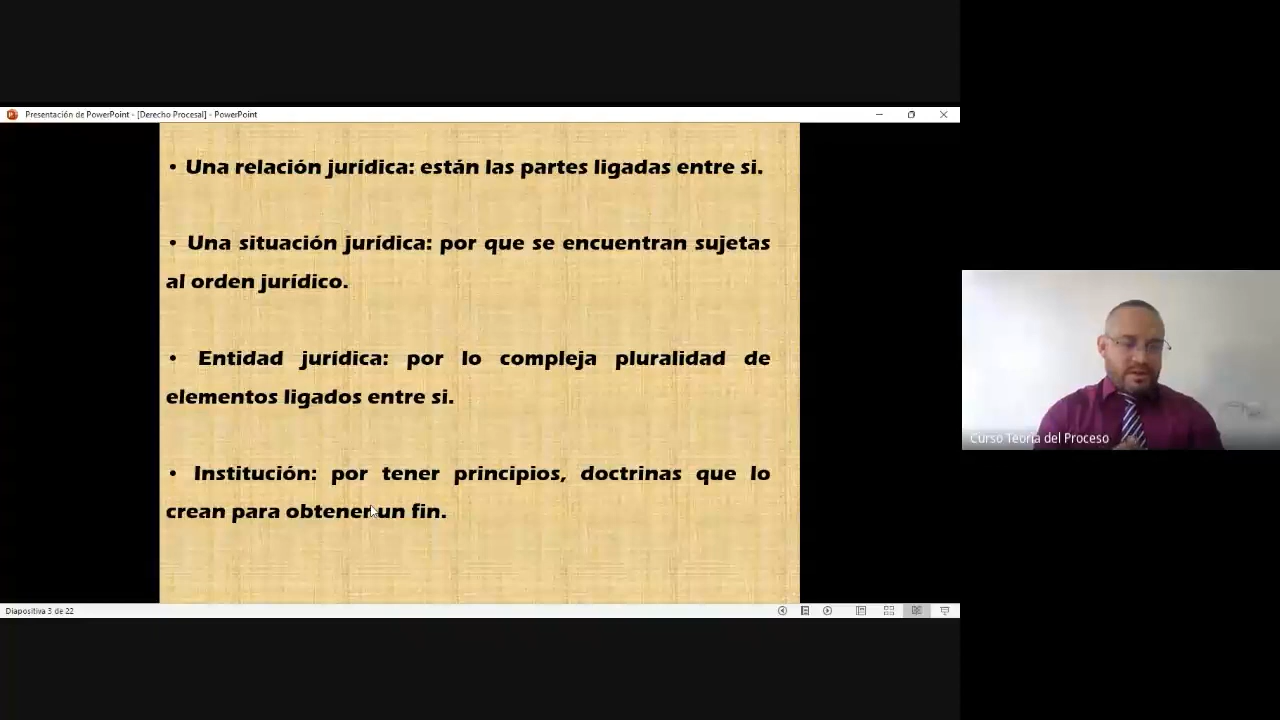 Presentación de PowerPoint - [Derecho Procesal] - PowerPoint
• Una relación jurídica: están las partes ligadas entre si.
• Una situación jurídica: por que se encuentran sujetas
al orden jurídico.
• Entidad jurídica: por lo compleja pluralidad de
elementos ligados entre si.
• Institución: por tener principios, doctrinas que lo
crean para obtener un fin.
Curso Teoría del Proceso
Diapositiva 3 de 22